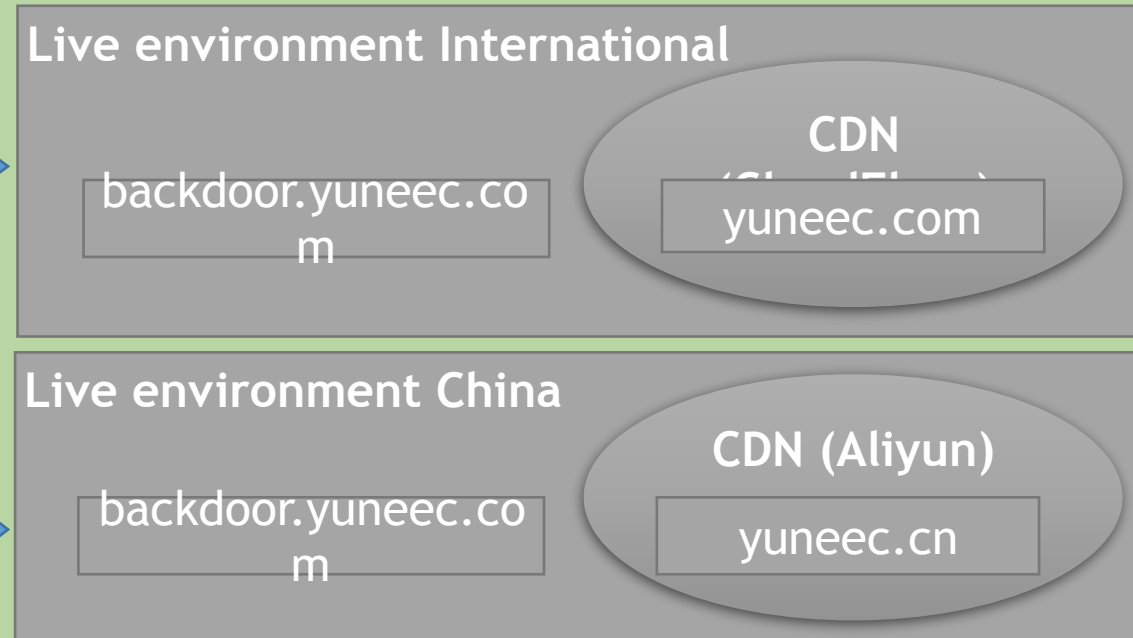 Live environment International
CDN
backdoor.yuneec.co
m
yuneec.com
Live environment China
CDN (Aliyun)
backdoor.yuneec.co
m
yuneec.cn